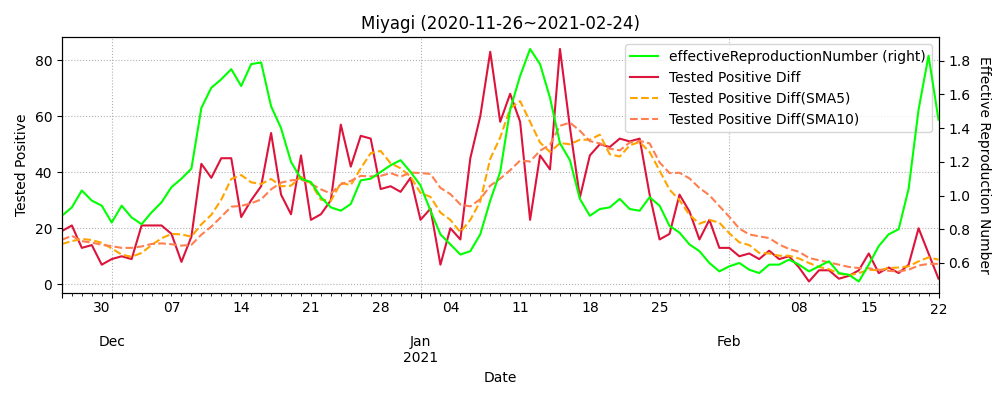 Miyagi (2020-11-26~2021-02-24)
effectiveReproductionNumber (right)
Tested Positive Diff
Tested Positive Diff(SMA5)
Tested Positive Diff(SMA10)
Tested Positive
80
60
40
20
0
1.8
1.6
1.4
1.2
1.0
0.8
0.6
Effective Reproduction Number
30 07 14 21 28 04 11 18 25 08 15 22
Dec Jan Feb
2021
Date